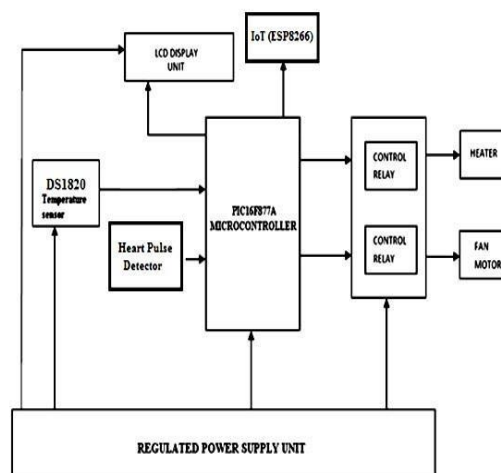 IoT (ESP8266)
LCD DISPLAY
UNIT
DS1820
Temperature
sensor
Heart Pulse
Detector
PIC16F877A
MICROCONTROLLER
CONTROL
RELAY
CONTROL
RELAY
HEATER
FAN
MOTOR
REGULATED POWER SUPPLY UNIT